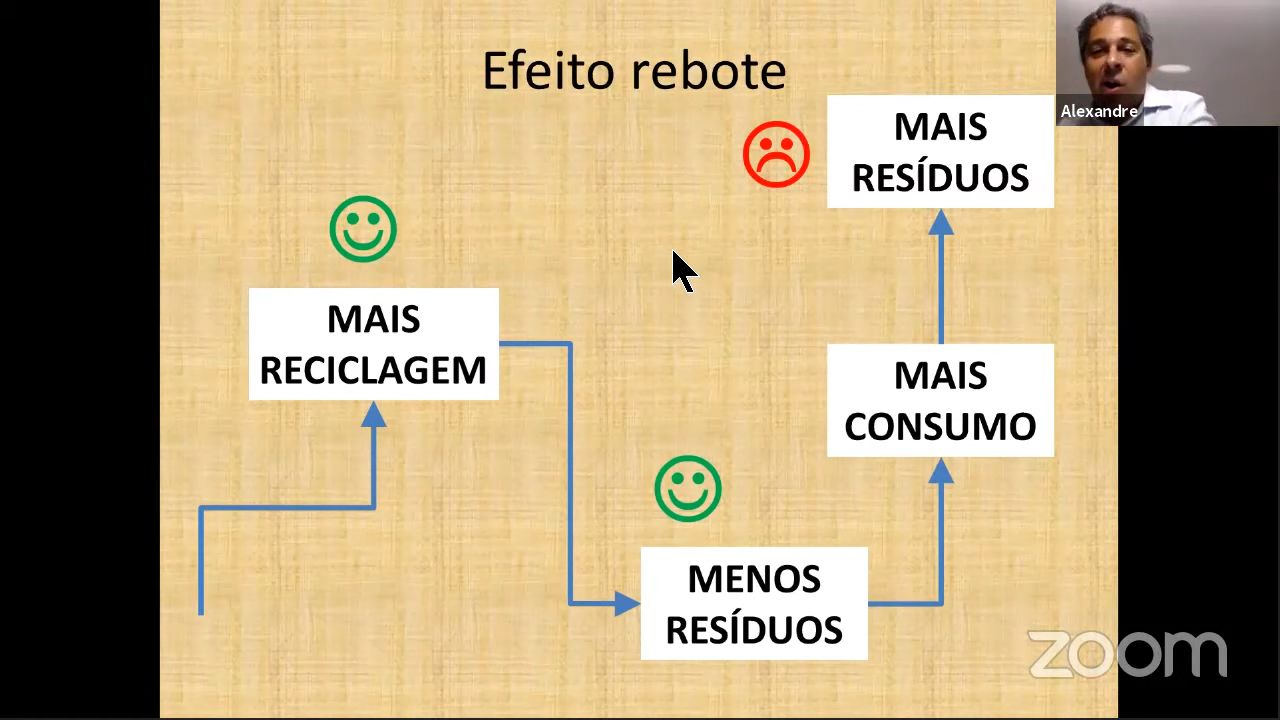 Efeito rebote
Alexandre
MAIS
RESÍDUOS
MAIS
RECICLAGEM
MAIS
CONSUMO
MENOS
RESÍDUOS
zoom